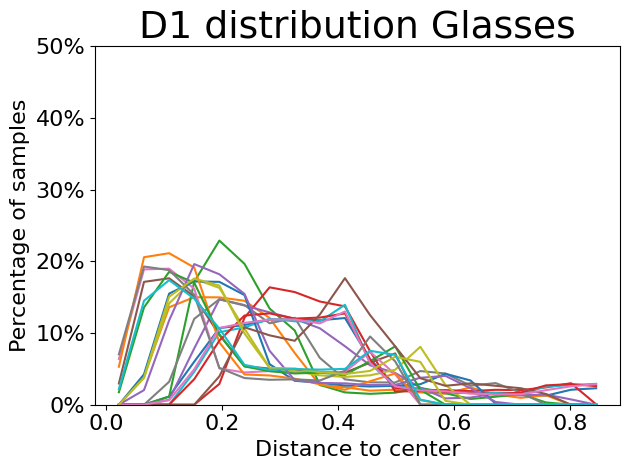 D1 distribution Glasses
50%
40%
30%
20%
10%
0%
Percentage of samples
0.0 0.2 0.4 0.6 0.8
Distance to center